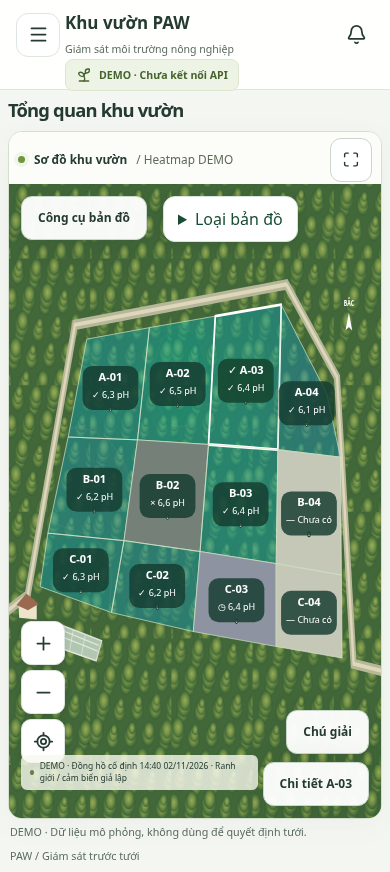 Khu vườn PAW
Giám sát môi trường nông nghiệp
DEMO · Chưa kết nối API
Tổng quan khu vườn
Sơ đồ khu vườn / Heatmap DEMO
Công cụ bản đồ
▶ Loại bản đồ
BẮC
A-01
✓ 6,3 pH
A-02
✓ 6,5 pH
✓ A-03
✓ 6,4 pH
A-04
✓ 6,1 pH
B-01
✓ 6,2 pH
B-02
× 6,6 pH
B-03
✓ 6,4 pH
B-04
— Chưa có
C-01
✓ 6,3 pH
C-02
✓ 6,2 pH
C-03
◷ 6,4 pH
C-04
— Chưa có
+
−
Chú giải
DEMO · Đồng hồ cố định 14:40 02/11/2026 · Ranh
giới / cảm biến giả lập
Chi tiết A-03
DEMO · Dữ liệu mô phỏng, không dùng để quyết định tưới.
PAW / Giám sát trước tưới